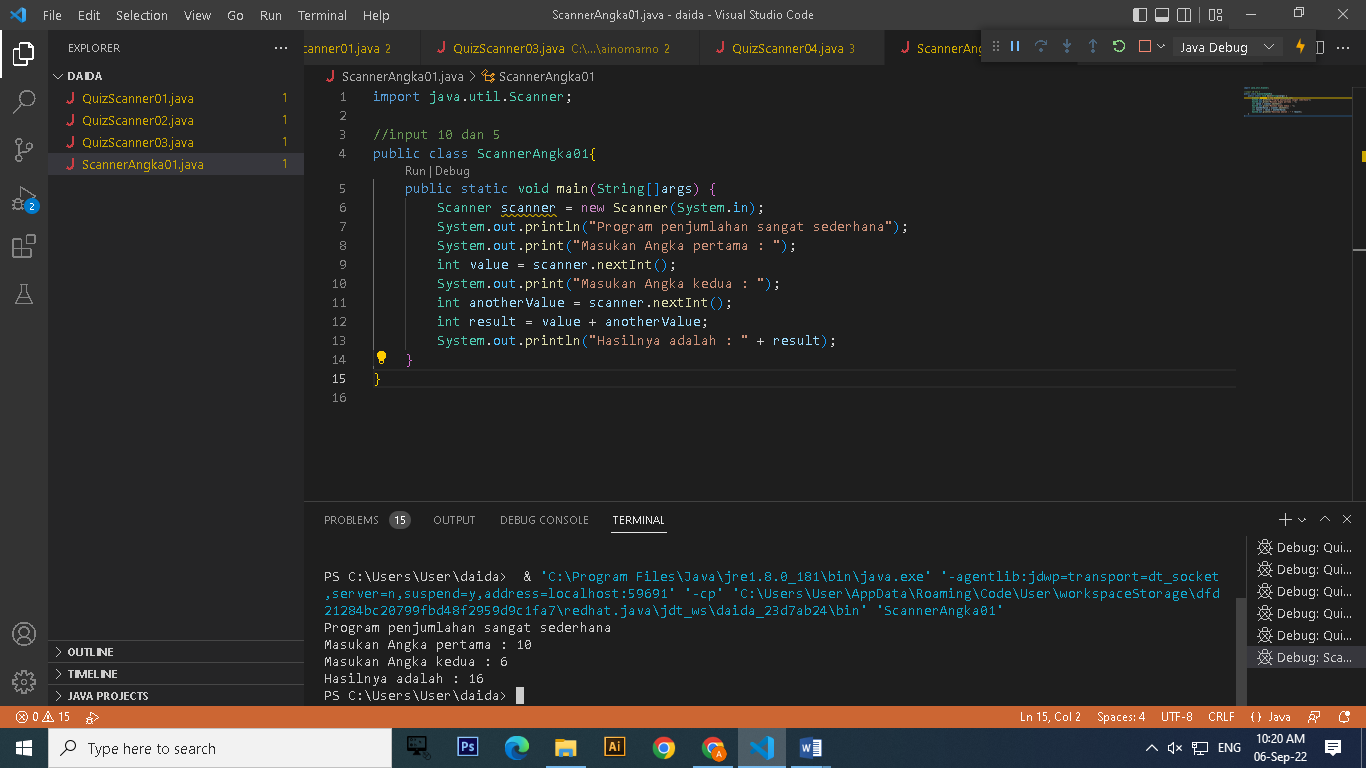 File Edit Selection View Go Run Terminal Help
ScannerAngka01.java - daida - Visual Studio Code
EXPLORER
DAIDA
QuizScanner01.java 1
QuizScanner02.java 1
QuizScanner03.java 1
ScannerAngka01.java 1
2
OUTLINE
TIMELINE
JAVA PROJECTS
canner01.java 2
QuizScanner03.java C:\...\ainomarno 2
QuizScanner04.java 3
ScannerAn
Java Debug
ScannerAngka01.java > ScannerAngka01
1 import java.util.Scanner;
2
3 //input 10 dan 5
4 public class ScannerAngka01{
Run | Debug
5 public static void main(String[]args) {
6 Scanner scanner = new Scanner(System.in);
7 System.out.println("Program penjumlahan sangat sederhana");
8 System.out.print("Masukan Angka pertama : ");
9 int value = scanner.nextInt();
10 System.out.print("Masukan Angka kedua : ");
11 int anotherValue = scanner.nextInt();
12 int result = value + anotherValue;
13 System.out.println("Hasilnya adalah : " + result);
14 }
15 }
16
PROBLEMS 15 OUTPUT DEBUG CONSOLE TERMINAL
PS C:\Users\User\daida> & 'C:\Program Files\Java\jre1.8.0_181\bin\java.exe' '-agentlib:jdwp=transport=dt_socket
,server=n,suspend=y,address=localhost:59691' '-cp' 'C:\Users\User\AppData\Roaming\Code\User\workspaceStorage\dfd
21284bc20799fbd48f2959d9c1fa7\redhat.java\jdt_ws\daida_23d7ab24\bin' 'ScannerAngka01'
Program penjumlahan sangat sederhana
Masukan Angka pertama : 10
Masukan Angka kedua : 6
Hasilnya adalah : 16
PS C:\Users\User\daida>
Debug: Qui...
Debug: Qui...
Debug: Qui...
Debug: Qui...
Debug: Qui...
Debug: Sca...
0 15
Ln 15, Col 2 Spaces: 4 UTF-8 CRLF {} Java
Type here to search
Ps
Ai
A
W
ENG
10:20 AM
06-Sep-22